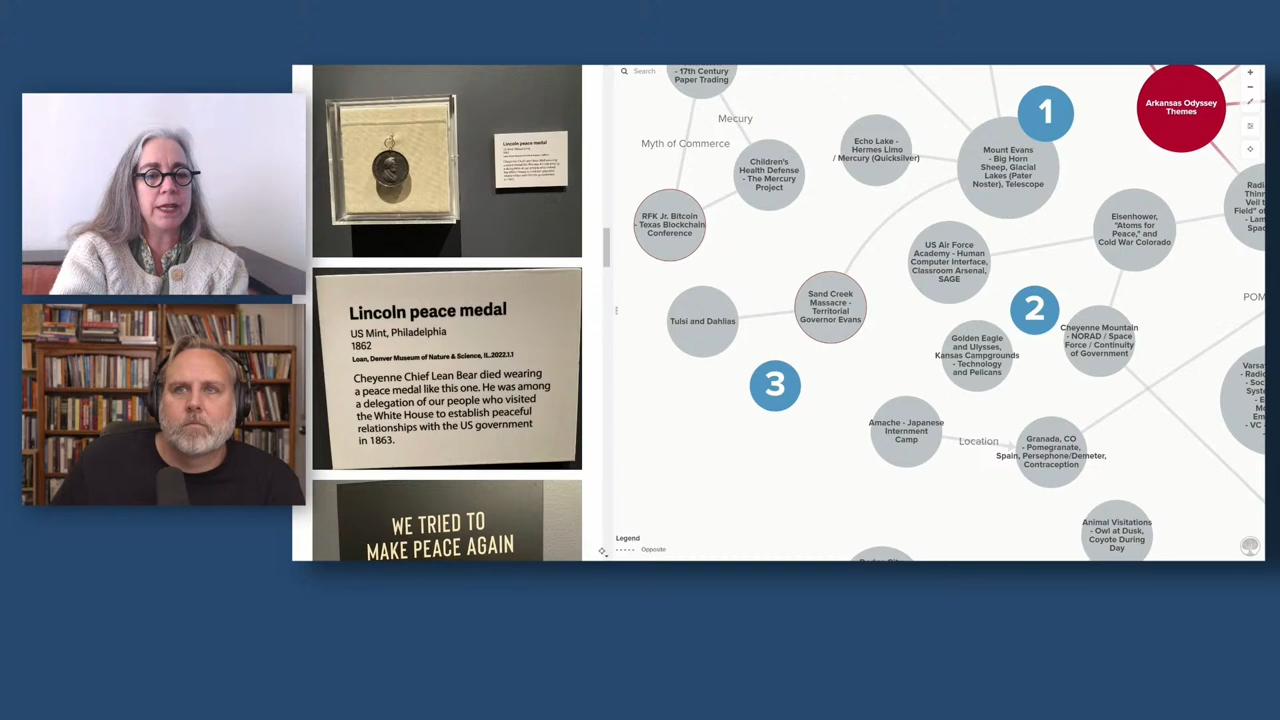 Lincoln peace medal
Lincoln peace medal
US Mint, Philadelphia
1862
Loan, Denver Museum of Nature & Science, IL.2022.1.1
Cheyenne Chief Lean Bear died wearing
a peace medal like this one. He was among
a delegation of our people who visited
the White House to establish peaceful
relationships with the US government
in 1863.
WE TRIED TO
MAKE PEACE AGAIN
Search
- 17th Century
Paper Trading
Mecury
Myth of Commerce
Children's
Health Defense
- The Mercury
Project
RFK Jr. Bitcoin
- Texas Blockchain
Conference
Echo Lake -
Hermes Limo
/ Mercury (Quicksilver)
1
Mount Evans
- Big Horn
Sheep, Glacial
Lakes (Pater
Noster), Telescope
Arkansas Odyssey
Themes
Eisenhower,
"Atoms for
Peace," and
Cold War Colorado
US Air Force
Academy - Human
Computer Interface,
Classroom Arsenal,
SAGE
Sand Creek
Massacre -
Territorial
Governor Evans
Tulsi and Dahlias
2
Cheyenne Mountain
- NORAD / Space
Force / Continuity
of Government
Golden Eagle
and Ulysses,
Kansas Campgrounds
- Technology
and Pelicans
3
Amache - Japanese
Internment
Camp
Location
Granada, CO
- Pomegranate,
Spain, Persephone/Demeter,
Contraception
Animal Visitations
- Owl at Dusk,
Coyote During
Day
Legend
Opposite